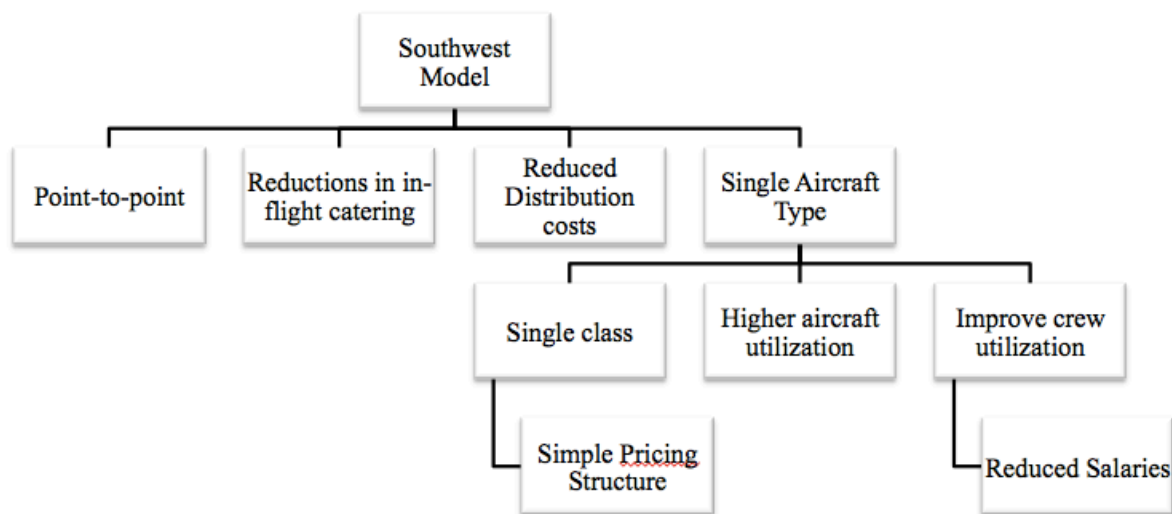 Southwest
Model
Point-to-point
Reductions in in-
flight catering
Reduced
Distribution
costs
Single Aircraft
Type
Single class
Higher aircraft
utilization
Improve crew
utilization
Simple Pricing
Structure
Reduced Salaries